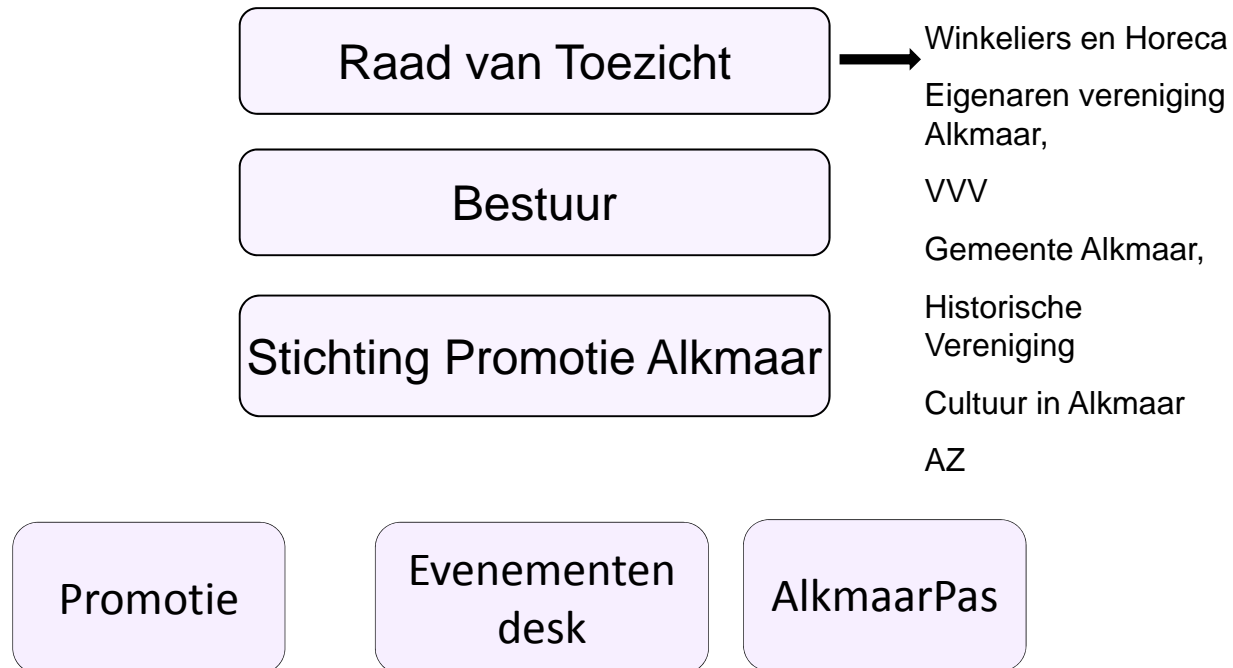 Raad van Toezicht
Winkeliers en Horeca
Eigenaren vereniging
Alkmaar,
VVV
Bestuur
Gemeente Alkmaar,
Historische
Vereniging
Stichting Promotie Alkmaar
Cultuur in Alkmaar
AZ
Promotie
Evenementen
desk
AlkmaarPas